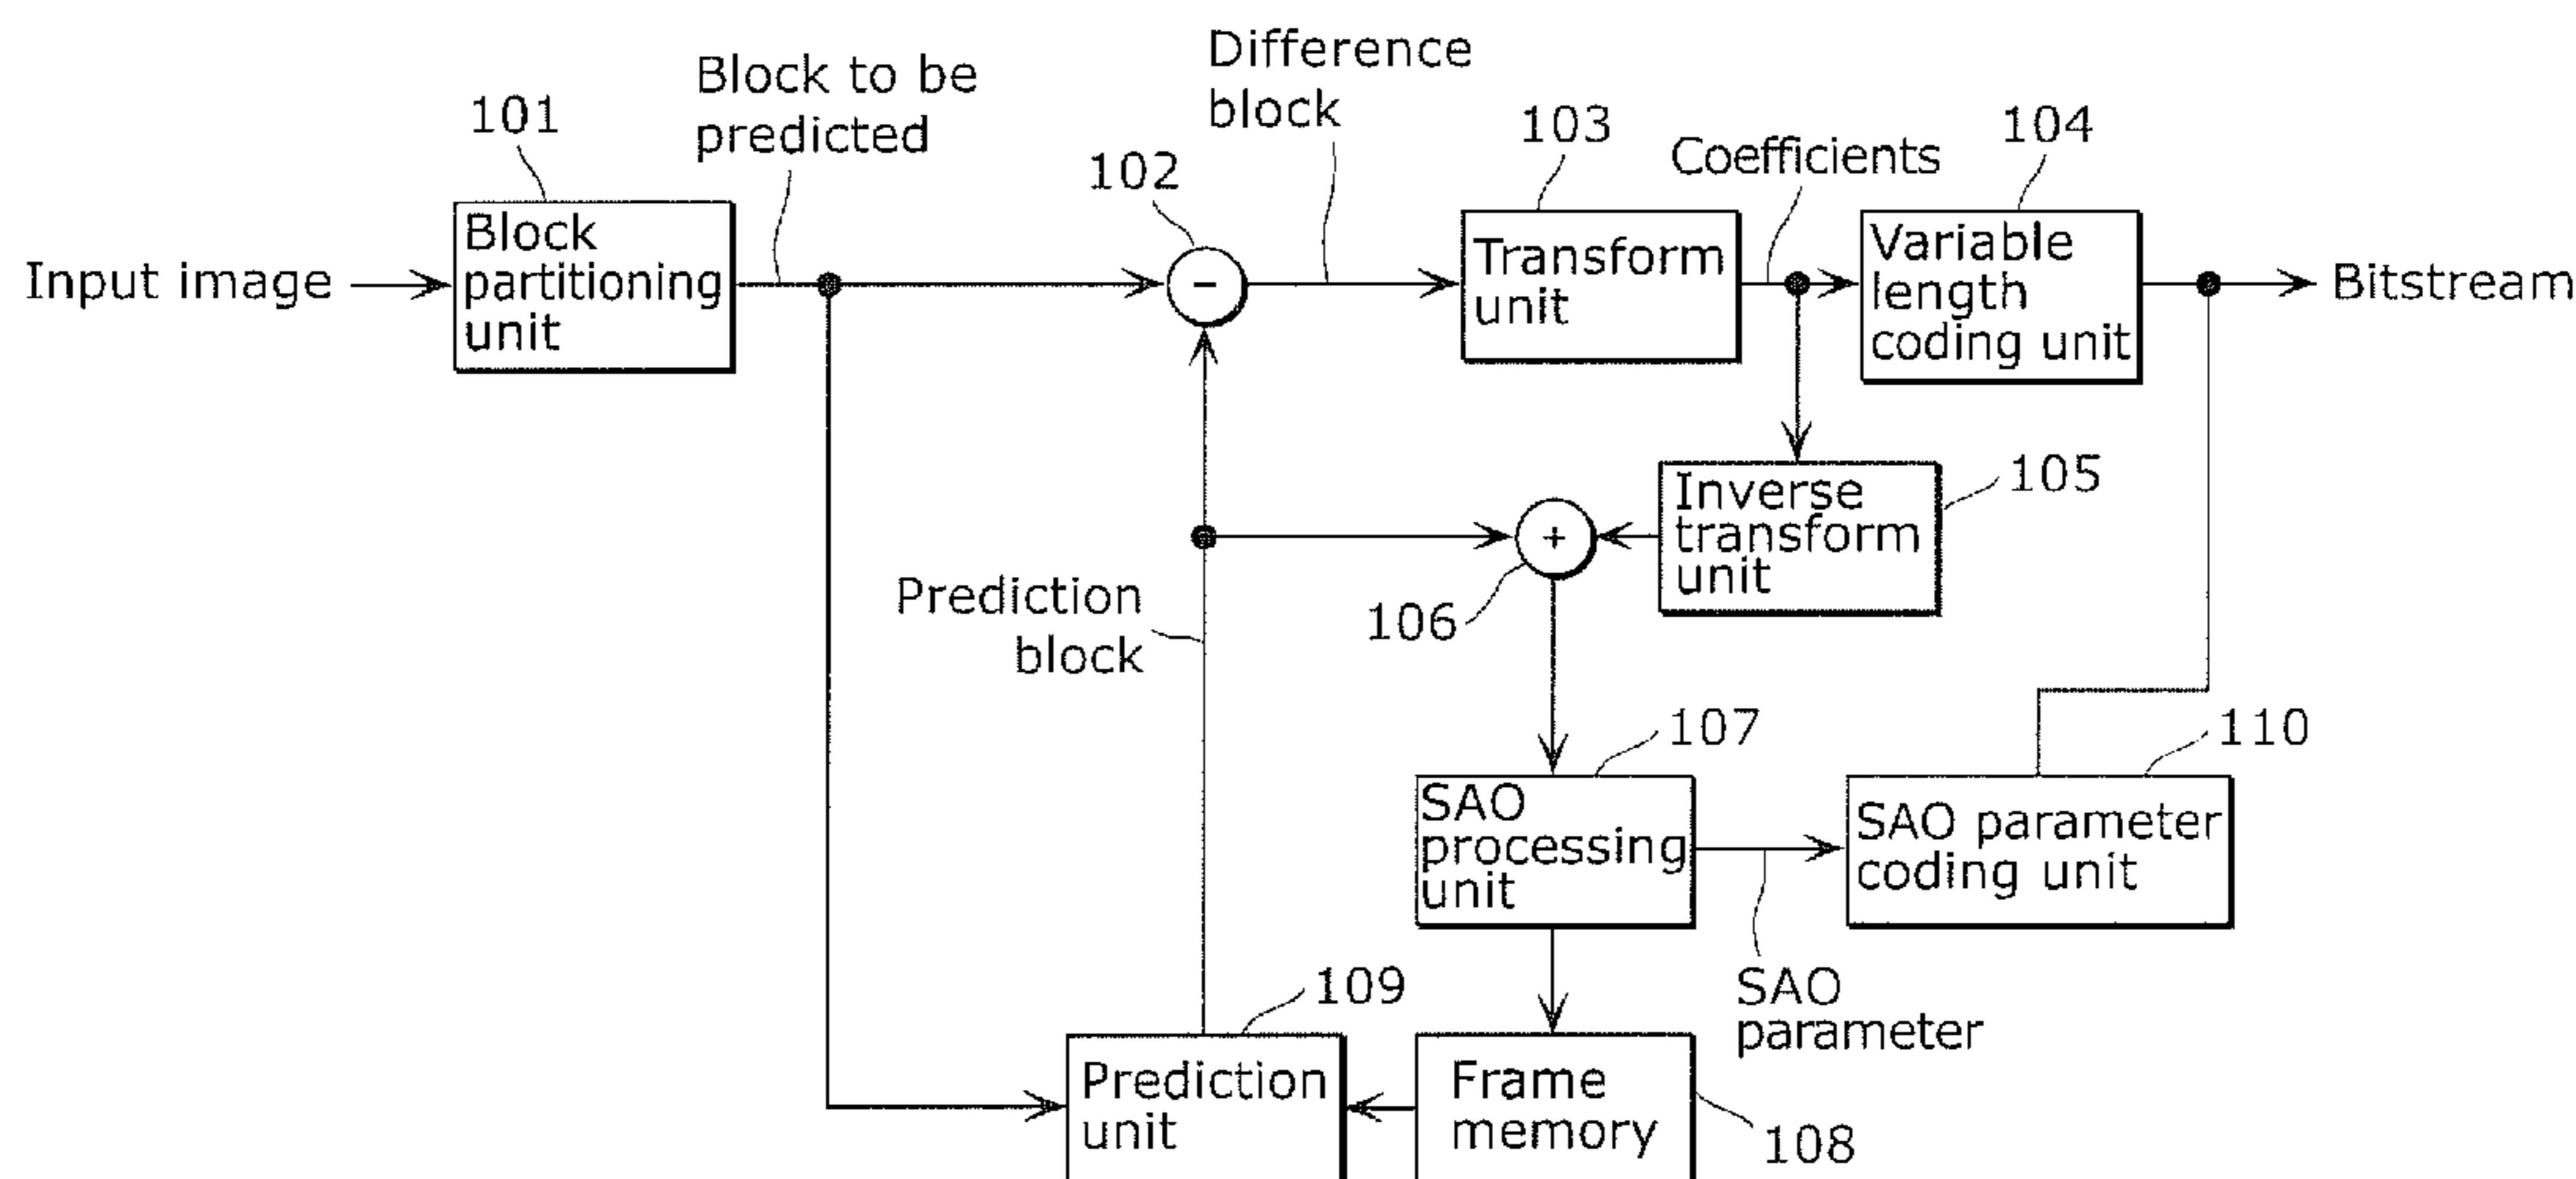 Difference
block
Block to be
predicted
101
102
103
Coefficients
104
Input image
Block
partitioning
unit
-
Transform
unit
Variable
length
coding unit
Bitstream
Inverse
transform
unit
105
+
106
Prediction
block
107
110
SAO
processing
unit
SAO parameter
coding unit
SAO
parameter
109
Prediction
unit
Frame
memory
108